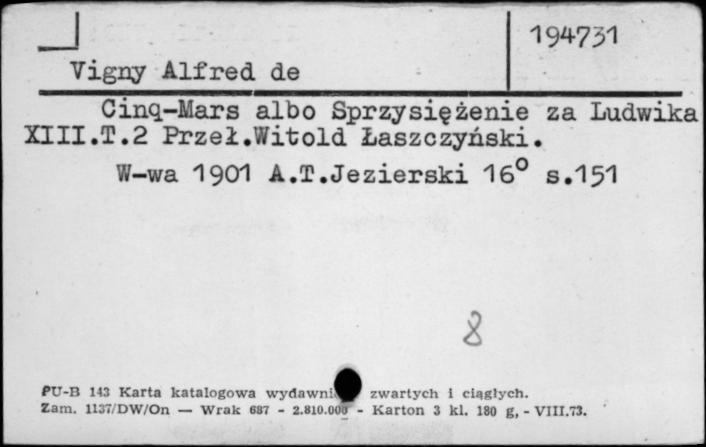 194731
Vigny Alfred de
Cinq-Mars albo Sprzysiężenie za Ludwika
XIII.T.2 Przeł.Witold Łaszczyński.
W-wa 1901 A.T.Jezierski 16° s.151
8
PU-B 143 Karta katalogowa zwartych i ciągłych.
Zam. 1137/DW/On — Wrak 687 - 2.810.000 - Karton 3 kl. 180 g, - VIII.73.